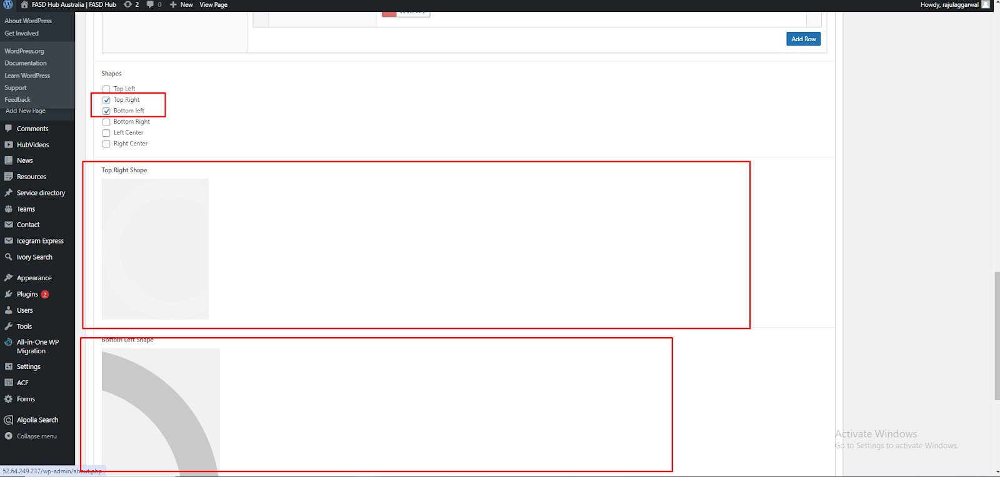 FASD Hub Australia | FASD Hub 2 0 New View Page Howdy, rajulaggarwal
About WordPress
Get Involved
WordPress.org
Documentation
Learn WordPress
Support
Feedback
Add New Page
Comments
HubVideos
News
Resources
Service directory
Teams
Contact
Icegram Express
Ivory Search
Appearance
Plugins 2
Users
Tools
All-in-One WP
Migration
Settings
ACF
Forms
Algolia Search
Collapse menu
52.64.249.237/wp-admin/about.php
Add Row
Shapes
Top Left
Top Right
Bottom left
Bottom Right
Left Center
Right Center
Top Right Shape
Bottom Left Shape
Activate Windows
Go to Settings to activate Windows.